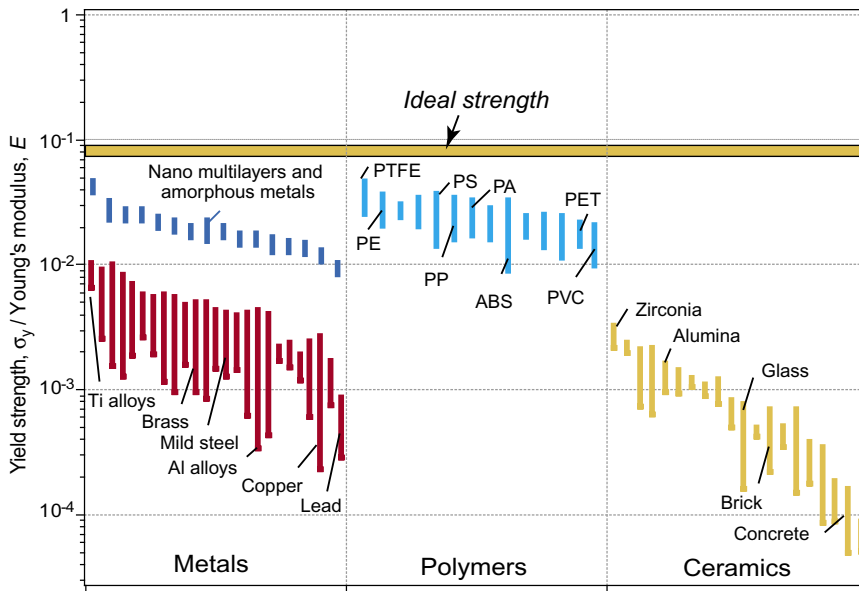 Yield strength, σy / Young's modulus, E
1
10-1
10-2
10-3
10-4
Ideal strength
Nano multilayers and
amorphous metals
PTFE
PS
PA
PET
PE
PP
ABS
PVC
Zirconia
Alumina
Glass
Ti alloys
Brass
Mild steel
Al alloys
Copper
Lead
Brick
Concrete
Metals
Polymers
Ceramics